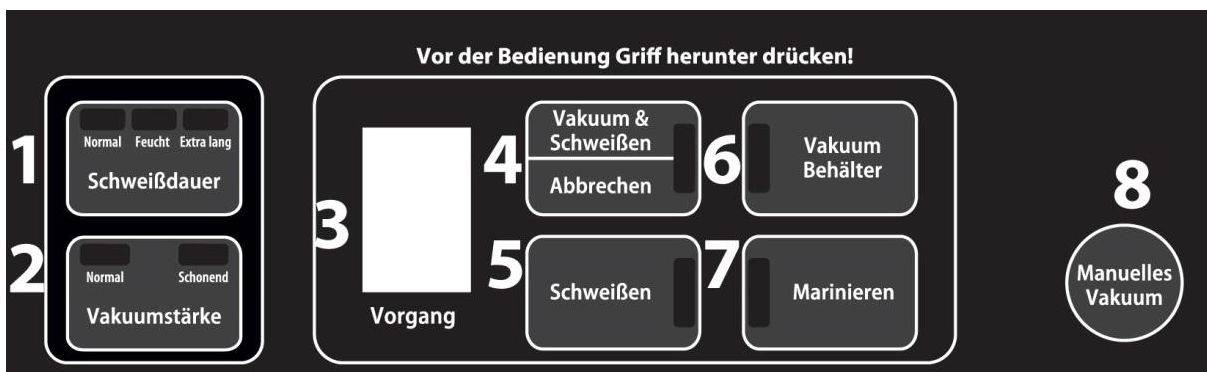 Vor der Bedienung Griff herunter drücken!
1
Normal Feucht Extra lang
Schweißdauer
2
Normal Schonend
Vakuumstärke
3
Vorgang
4
Vakuum &
Schweißen
Abbrechen
5
Schweißen
6
Vakuum
Behälter
7
Marinieren
8
Manuelles
Vakuum